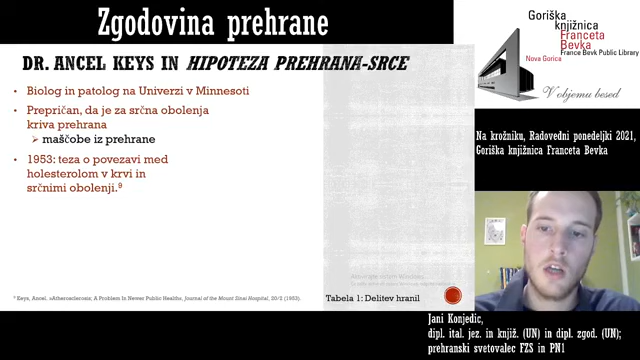 Zgodovina prehrane
DR. ANCEL KEYS IN HIPOTEZA PREHRANA-SRCE
• Biolog in patolog na Univerzi v Minnesoti
• Prepričan, da je za srčna obolenja
kriva prehrana
➢ maščobe iz prehrane
• 1953: teza o povezavi med
holesterolom v krvi in
srčnimi obolenji.⁹
⁹ Keys, Ancel. »Atherosclerosis; A Problem In Newer Public Health«. Journal of the Mount Sinai Hospital, 20/2 (1953).
Tabela 1: Delitev hranil
Goriška
knjižnica
Franceta
Bevka
France Bevk Public Library
Nova Gorica
V objemu besed
Na krožniku, Radovedni ponedeljki 2021,
Goriška knjižnica Franceta Bevka
Jani Konjedic,
dipl. ital. jez. in knjiž. (UN) in dipl. zgod. (UN);
prehranski svetovalec FZS in PN1